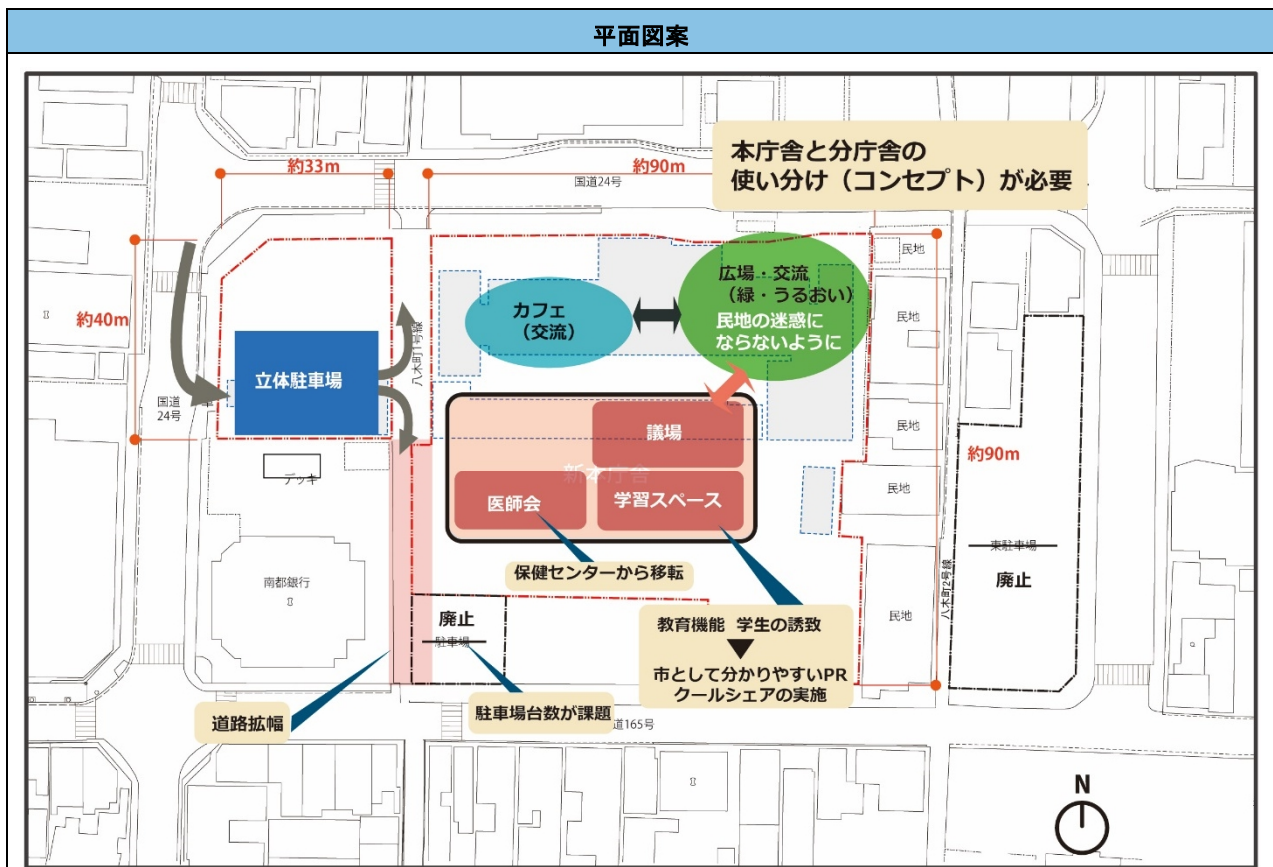 平面図案
本庁舎と分庁舎の
使い分け（コンセプト）が必要
約33m
約90m
国道24号
民地
広場・交流
（緑・うるおい）
民地の迷惑に
ならないように
カフェ
（交流）
約40m
八木町1号線
民地
立体駐車場
国道
24号
議場
民地
約90m
新本庁舎
デッキ
医師会
学習スペース
民地
東駐車場
廃止
保健センターから移転
南都銀行
八木町2号線
廃止
駐車場
民地
教育機能 学生の誘致
市として分かりやすいPR
クールシェアの実施
道路拡幅
駐車場台数が課題
道165号
N